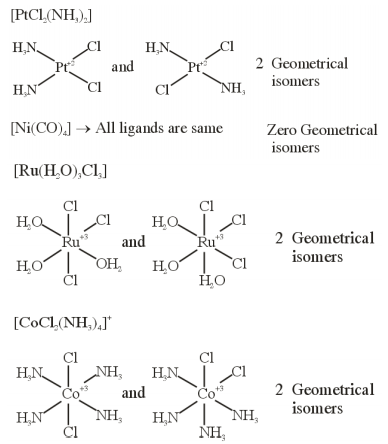 [PtCl₂(NH₃)₂]
H₃N Cl H₃N Cl
Pt⁺² and Pt⁺² 2 Geometrical
H₃N Cl Cl NH₃ isomers
[Ni(CO)₄] → All ligands are same Zero Geometrical
isomers
[Ru(H₂O)₃Cl₃]
Cl Cl
H₂O Cl H₂O Cl
Ru⁺³ and Ru⁺³ 2 Geometrical
H₂O OH₂ H₂O Cl isomers
Cl H₂O
[CoCl₂(NH₃)₄]⁺
Cl Cl
H₃N NH₃ H₃N Cl
Co⁺³ and Co⁺³ 2 Geometrical
H₃N NH₃ H₃N NH₃ isomers
Cl NH₃